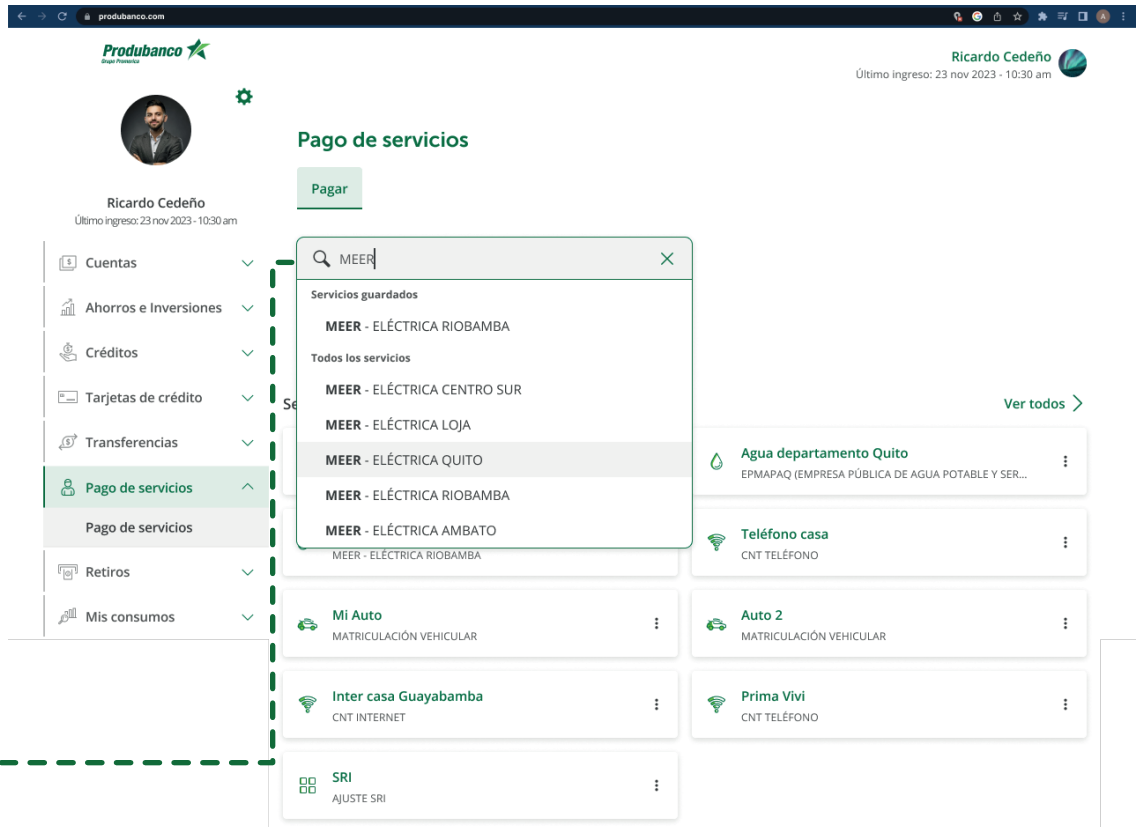 produbanco.com
A
Produbanco
Grupo Promerica
Ricardo Cedeño
Último ingreso: 23 nov 2023 - 10:30 am
Ricardo Cedeño
Último ingreso: 23 nov 2023 - 10:30 am
Cuentas
Ahorros e Inversiones
Créditos
Tarjetas de crédito
Transferencias
Pago de servicios
Pago de servicios
Retiros
Mis consumos
Pago de servicios
Pagar
MEER
Servicios guardados
MEER - ELÉCTRICA RIOBAMBA
Todos los servicios
MEER - ELÉCTRICA CENTRO SUR
MEER - ELÉCTRICA LOJA
MEER - ELÉCTRICA QUITO
MEER - ELÉCTRICA RIOBAMBA
MEER - ELÉCTRICA AMBATO
Se
Ver todos
Agua departamento Quito
EPMAPAQ (EMPRESA PÚBLICA DE AGUA POTABLE Y SER...
MEER - ELÉCTRICA RIOBAMBA
Teléfono casa
CNT TELÉFONO
Mi Auto
MATRICULACIÓN VEHICULAR
Auto 2
MATRICULACIÓN VEHICULAR
Inter casa Guayabamba
CNT INTERNET
Prima Vivi
CNT TELÉFONO
SRI
AJUSTE SRI